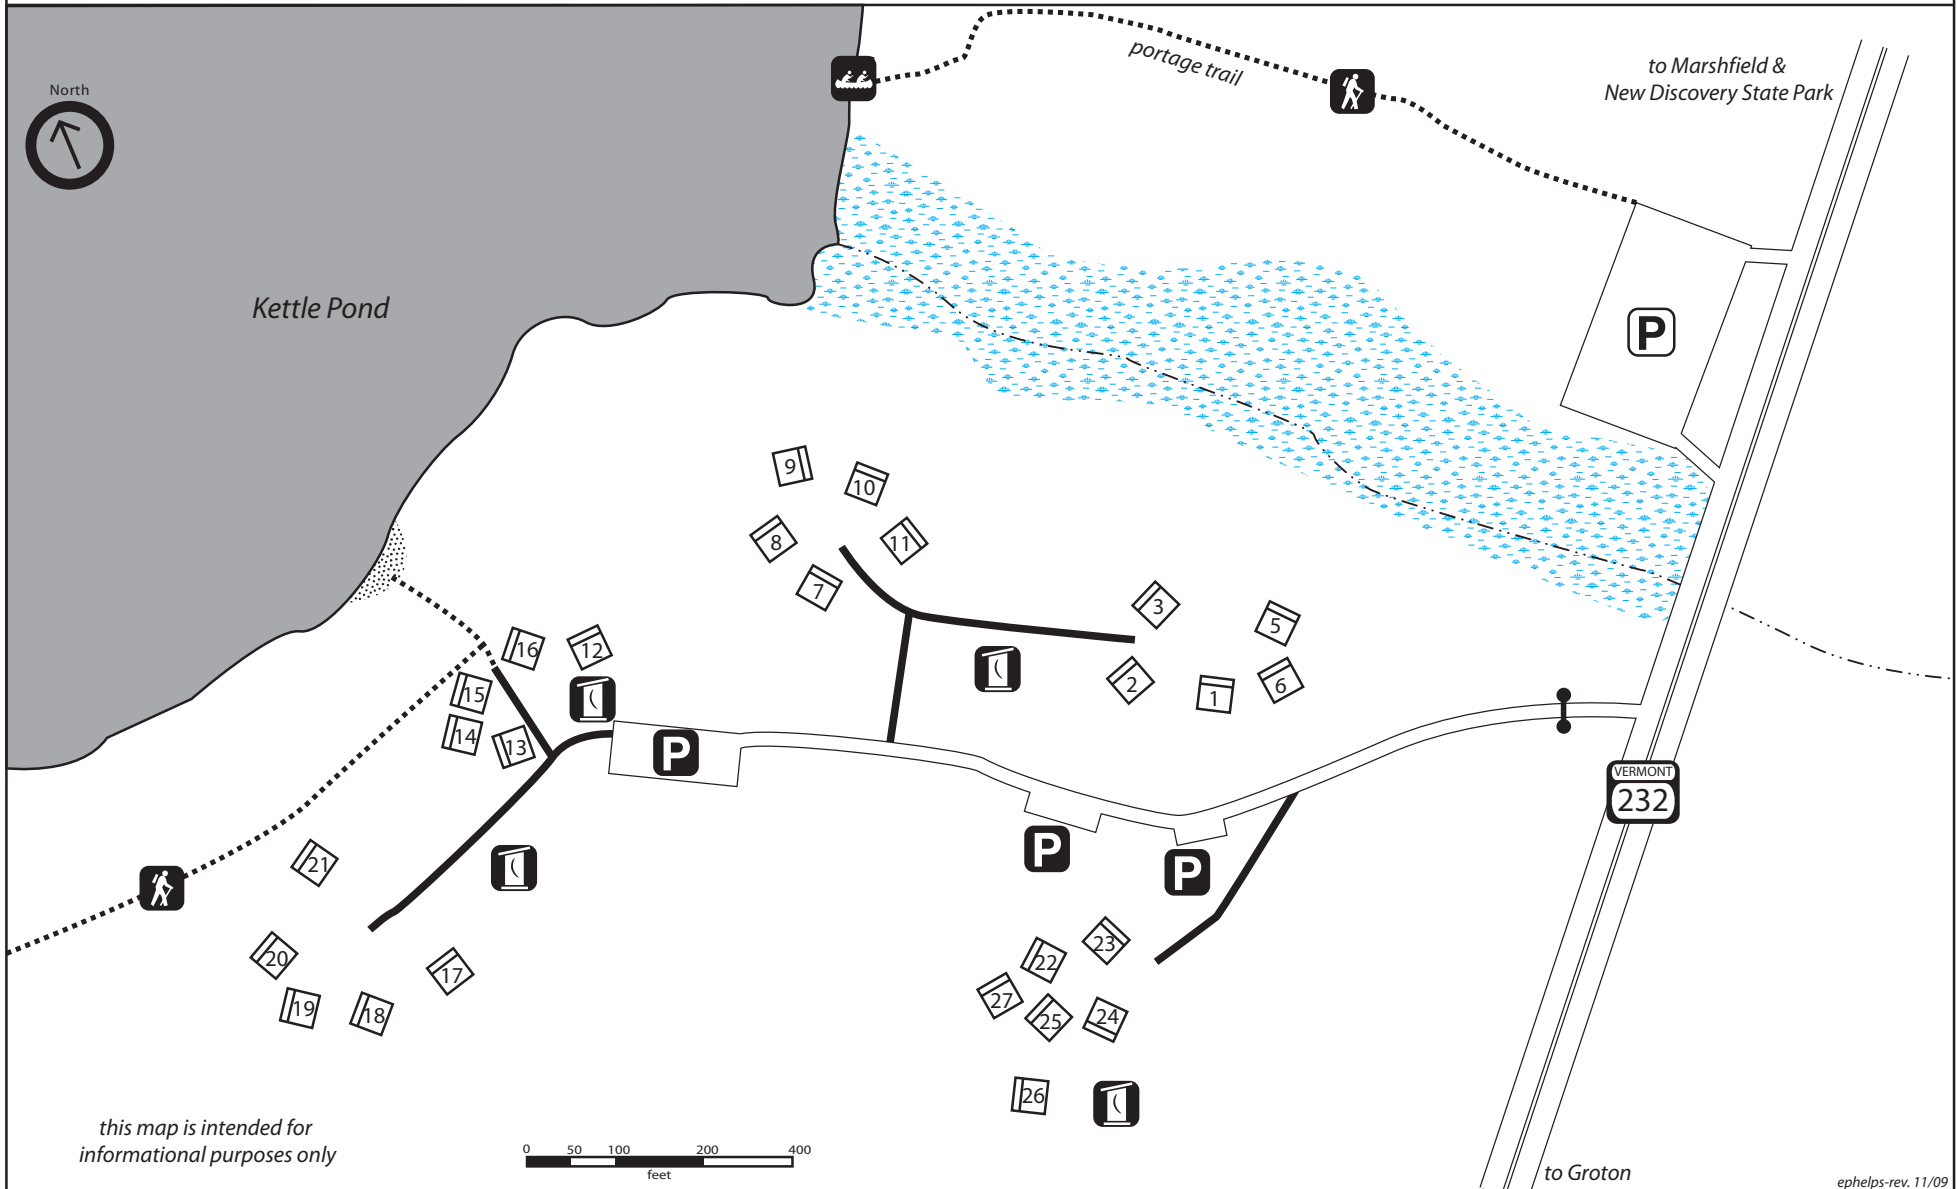 North
portage trail
to Marshfield &
New Discovery State Park
Kettle Pond
P
9
10
8
11
7
3
5
16
12
2
6
1
15
14
13
P
VERMONT
232
P
P
21
23
20
22
17
27
25
24
19
18
26
this map is intended for
informational purposes only
0 50 100 200 400
feet
to Groton
ephelps-rev. 11/09